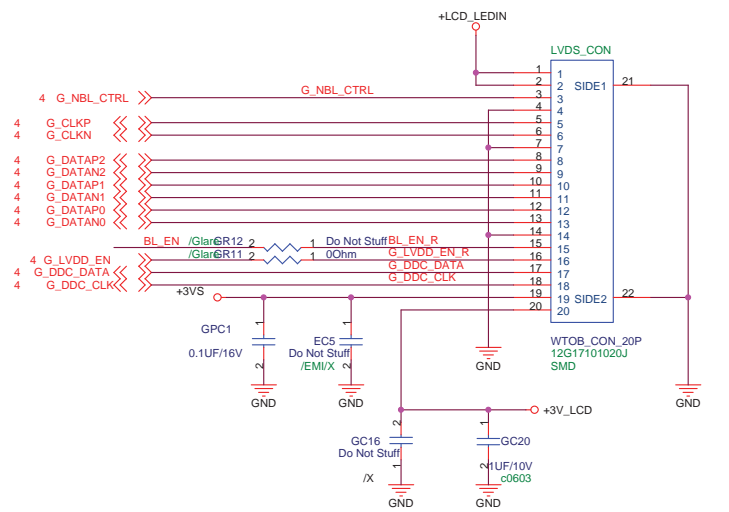 +LCD_LEDIN
LVDS_CON
1 1
2 2 SIDE1 21
4 G_NBL_CTRL G_NBL_CTRL 3 3
4 4
4 G_CLKP 5 5
4 G_CLKN 6 6
7 7
4 G_DATAP2 8 8
4 G_DATAN2 9 9
4 G_DATAP1 10 10
4 G_DATAN1 11 11
4 G_DATAP0 12 12
4 G_DATAN0 13 13
14 14
BL_EN /Glare GR12 2 1 Do Not Stuff BL_EN_R 15 15
4 G_LVDD_EN /Glare GR11 2 1 0Ohm G_LVDD_EN_R 16 16
4 G_DDC_DATA G_DDC_DATA 17 17
4 G_DDC_CLK G_DDC_CLK 18 18
+3VS 19 19 SIDE2 22
20 20
GPC1 1
0.1UF/16V
2
GND
1
EC5
Do Not Stuff
/EMI/X
2
GND
GND
WTOB_CON_20P
12G17101020J
SMD
GND
+3V_LCD
2
GC16
Do Not Stuff
1
/X
GND
1
GC20
2 1UF/10V
c0603
GND